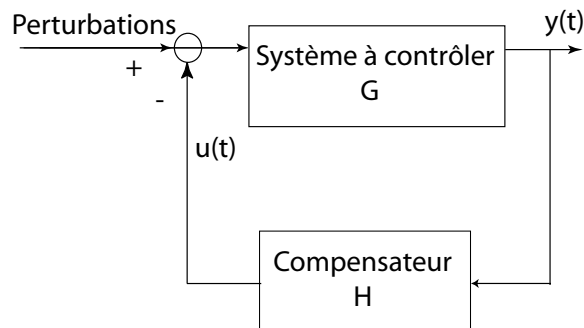 Perturbations
y(t)
+
-
Système à contrôler
G
u(t)
Compensateur
H